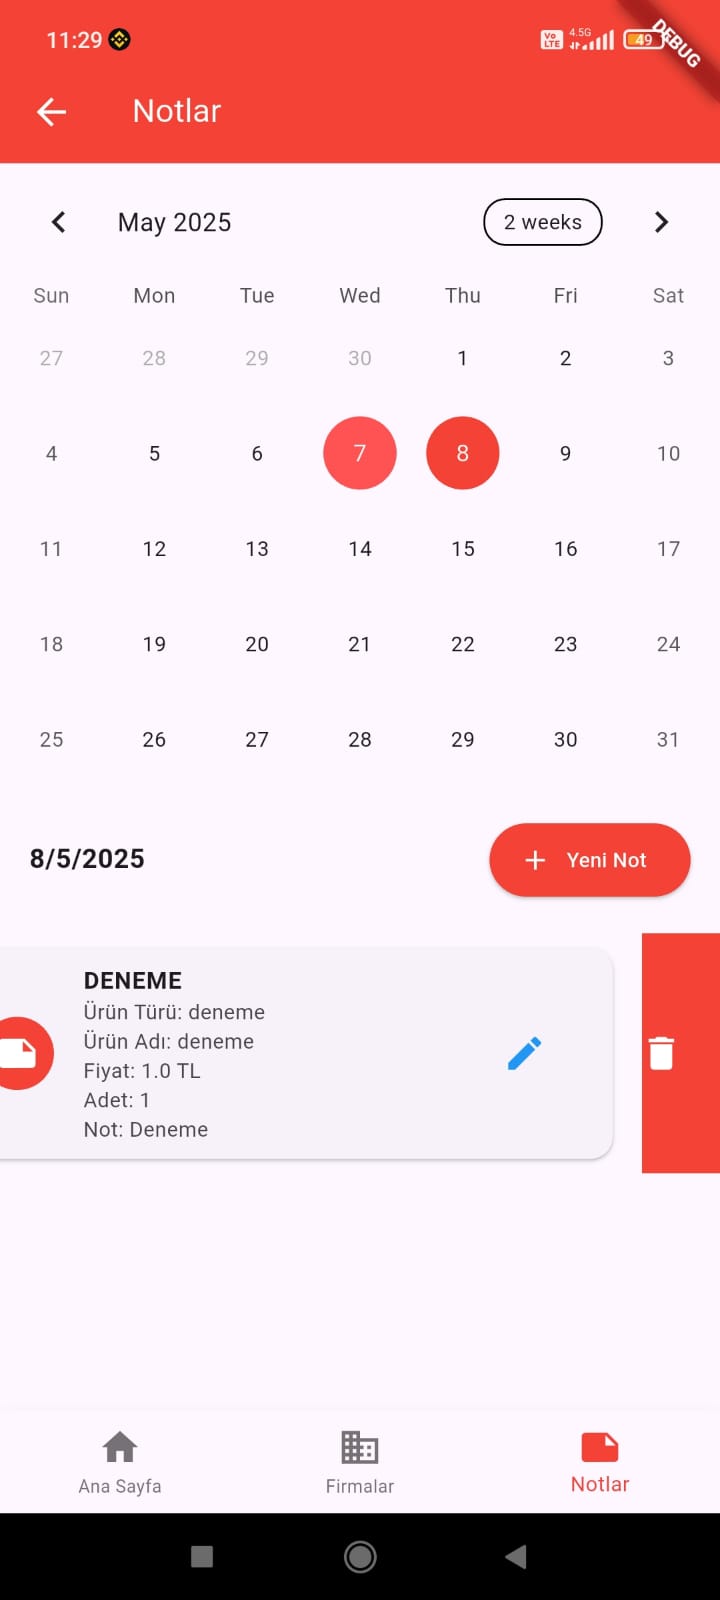 11:29
Vo LTE
4.5G
49
DEBUG
Notlar
May 2025
2 weeks
Sun Mon Tue Wed Thu Fri Sat
27 28 29 30 1 2 3
4 5 6 7 8 9 10
11 12 13 14 15 16 17
18 19 20 21 22 23 24
25 26 27 28 29 30 31
8/5/2025
+ Yeni Not
DENEME
Ürün Türü: deneme
Ürün Adı: deneme
Fiyat: 1.0 TL
Adet: 1
Not: Deneme
Ana Sayfa
Firmalar
Notlar